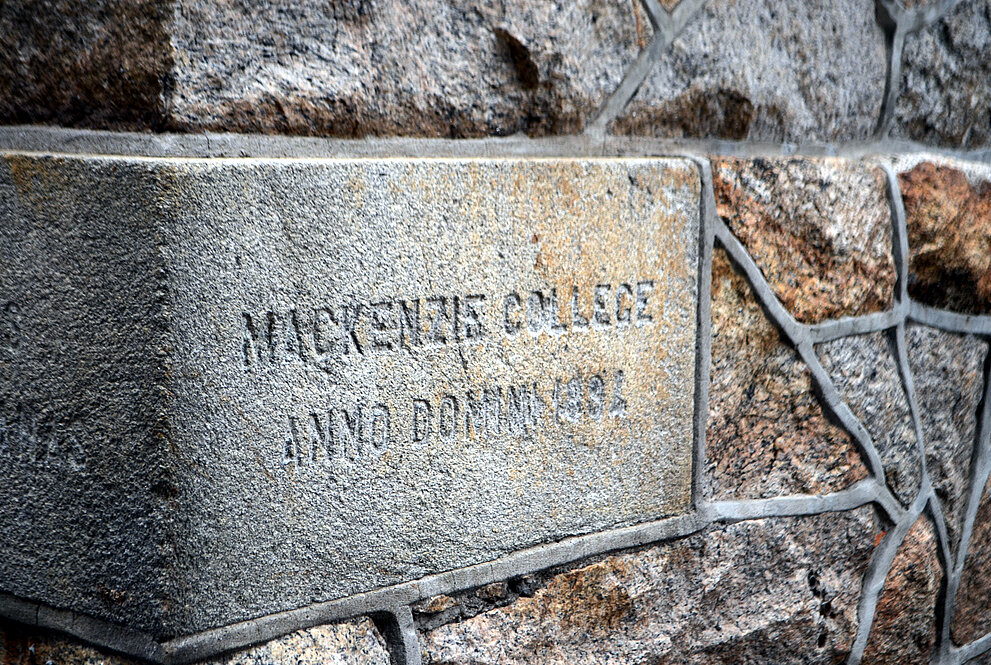 MACKENZIE COLLEGE
ANNO DOMINI 1894